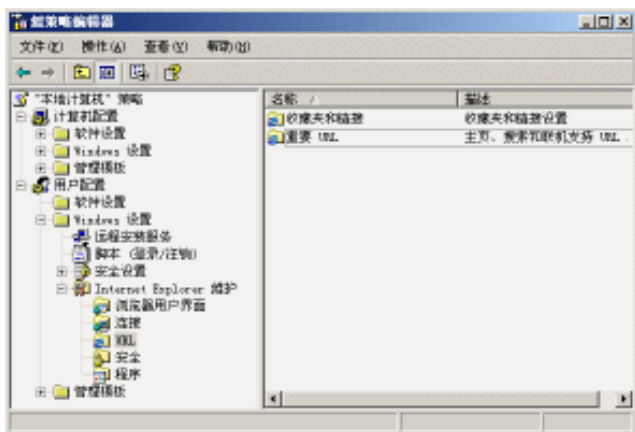 组策略编辑器
文件(F) 操作(A) 查看(V) 帮助(H)
"本地计算机" 策略
计算机配置
软件设置
Windows 设置
管理模板
用户配置
软件设置
Windows 设置
远程安装服务
脚本 (登录/注销)
安全设置
Internet Explorer 维护
浏览器用户界面
连接
URL
安全
程序
管理模板
名称 描述
收藏夹和链接 收藏夹和链接设置
重要 URL 主页、搜索和联机支持 URL